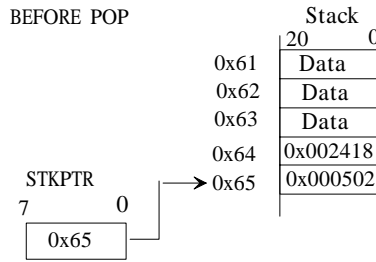 BEFORE POP
Stack
20 0
0x61 Data
0x62 Data
0x63 Data
0x64 0x002418
0x65 0x000502
STKPTR
7 0
0x65